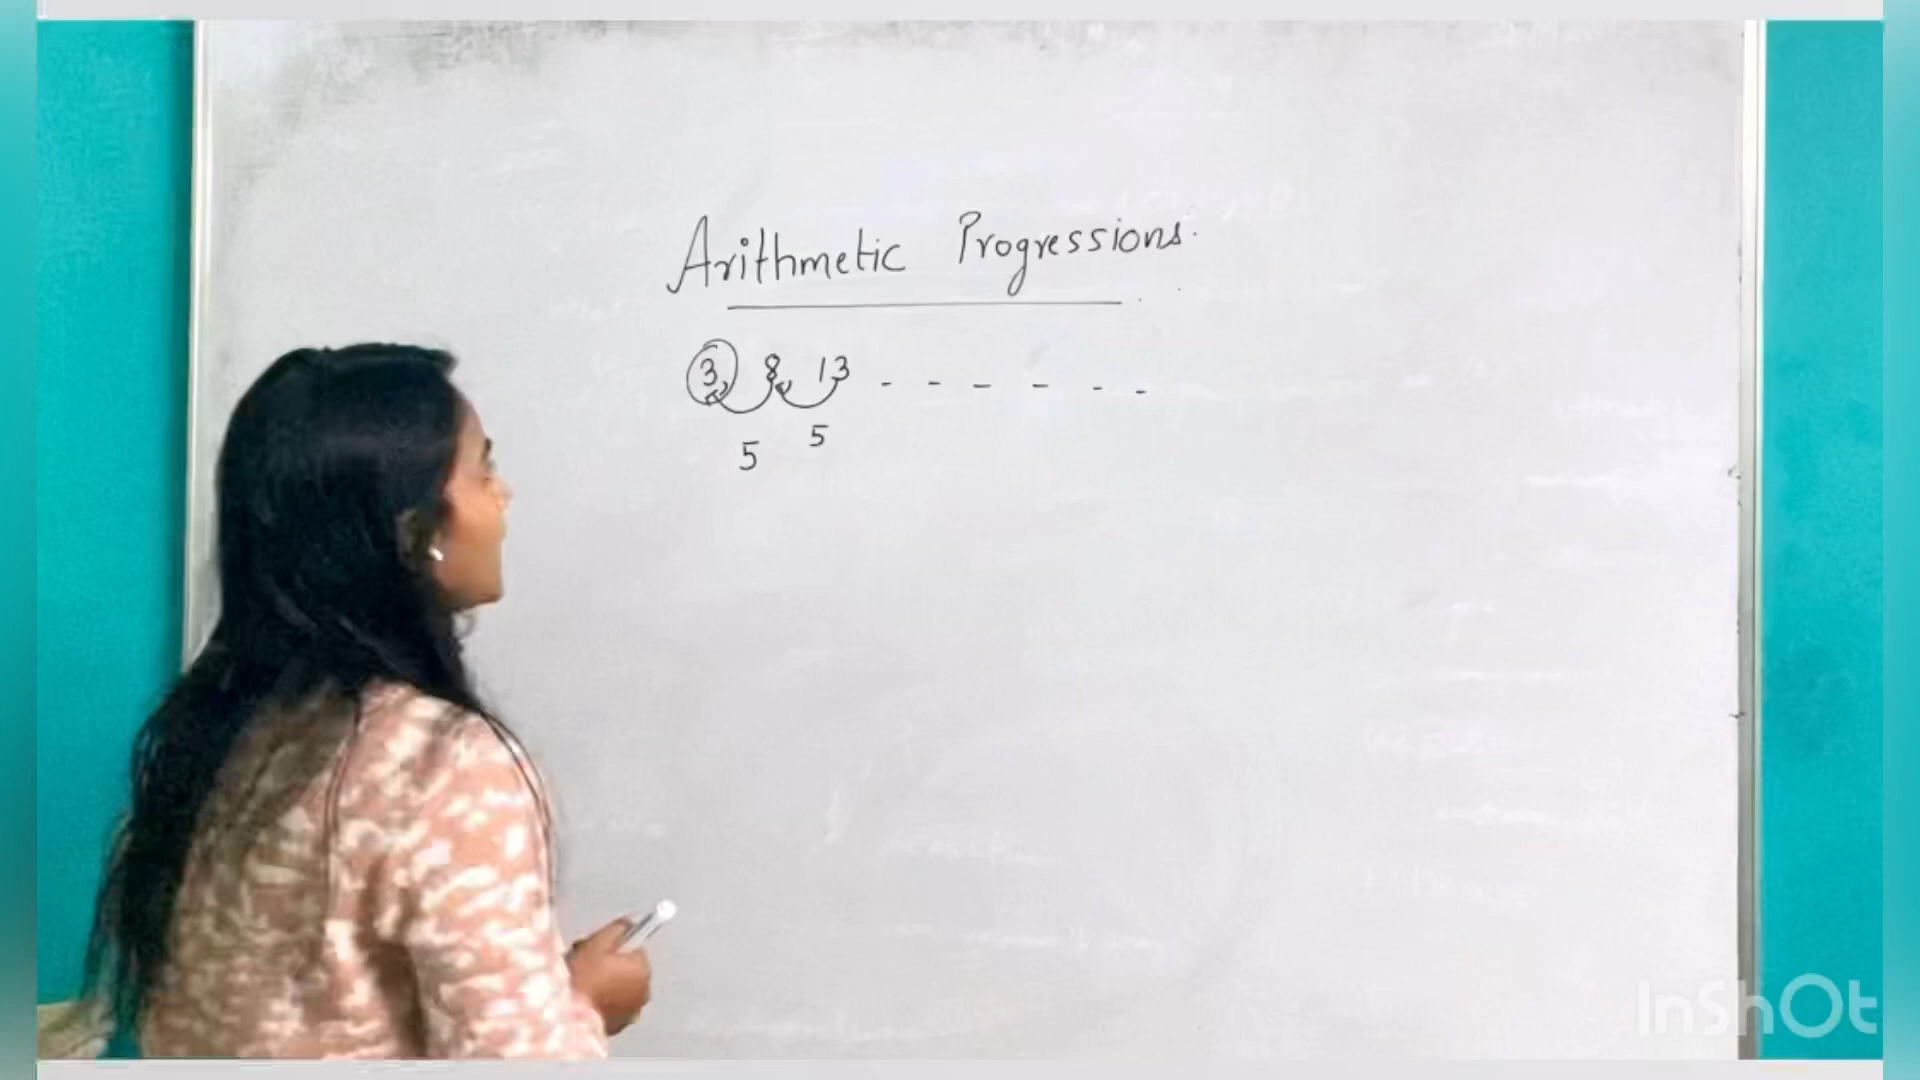 Arithmetic Progressions.
3 8 13 - - - - - -
5 5
InShOt